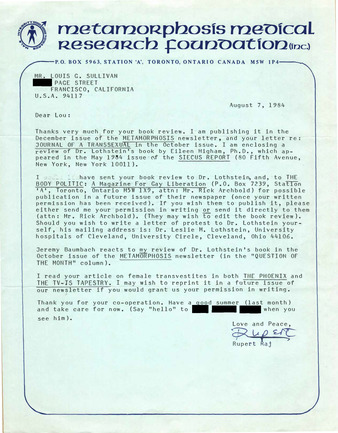 metamorphosis medical
research foundation (inc.)
P.O. BOX 5963, STATION 'A', TORONTO, ONTARIO CANADA M5W 1P4
MR. LOUIS G. SULLIVAN
PAGE STREET
FRANCISCO, CALIFORNIA
U.S.A. 94117
August 7, 1984
Dear Lou:
Thanks very much for your book review. I am publishing it in the
December issue of the METAMORPHOSIS newsletter, and your letter re:
JOURNAL OF A TRANSSEXUAL in the October issue. I am enclosing a
review of Dr. Lothstein's book by Eileen Higham, Ph.D., which ap-
peared in the May 1984 issue of the SIECUS REPORT (80 Fifth Avenue,
New York, New York 10011).
I have sent your book review to Dr. Lothstein and, to THE
BODY POLITIC: A Magazine For Gay Liberation (P.O. Box 7239, Station
'A', Toronto, Ontario M5W 1X9, attn: Mr. Rick Archbold) for possible
publication in a future issue of their newspaper (once your written
permission has been received). If you wish them to publish it, please
either send me your permission in writing or send it directly to them
(attn: Mr. Rick Archbold). (They may wish to edit the book review).
Should you wish to write a letter of protest to Dr. Lothstein your-
self, his mailing address is: Dr. Leslie M. Lothstein, University
hospitals of Cleveland, University Circle, Cleveland, Ohio 44106.
Jeremy Baumbach reacts to my review of Dr. Lothstein's book in the
October issue of the METAMORPHOSIS newsletter (in the "QUESTION OF
THE MONTH" column).
I read your article on female transvestites in both THE PHOENIX and
THE TV-TS TAPESTRY. I may wish to reprint it in a future issue of
our newsletter if you would grant us your permission in writing.
Thank you for your co-operation. Have a good summer (last month)
and take care for now. (Say "hello" to when you
see him).
Love and Peace,
Rupert
Rupert Raj